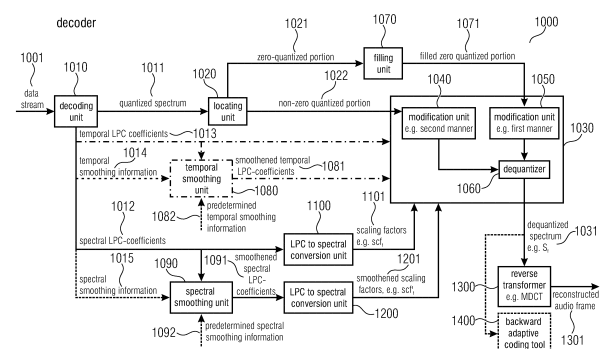 decoder
1021
1070
1000
zero-quantized portion
filled zero quantized portion
filling
unit
1001
1010
1011
1020
1022
1040
1050
data
stream
decoding
unit
quantized spectrum
locating
unit
non-zero quantized portion
modification unit
e.g. second manner
modification unit
e.g. first manner
1030
temporal LPC coefficients
1013
temporal
smoothing information
1014
temporal
smoothing
unit
1080
smoothed temporal
LPC-coefficients
1081
1060
dequantizer
1082
predetermined
temporal smoothing
information
1012
spectral LPC-coefficients
1100
LPC to spectral
conversion unit
1101
scaling factors
e.g. scfᵢ
dequantized
spectrum
e.g. Sᵣ
1031
1015
spectral
smoothing information
1090
spectral
smoothing unit
1091
smoothed
spectral
LPC-
coefficients
LPC to spectral
conversion unit
1200
1201
smoothed scaling
factors, e.g. scf'ᵢ
1300
reverse
transformer
e.g. MDCT
reconstructed
audio frame
1301
1092
predetermined spectral
smoothing information
1400
backward
adaptive
coding tool